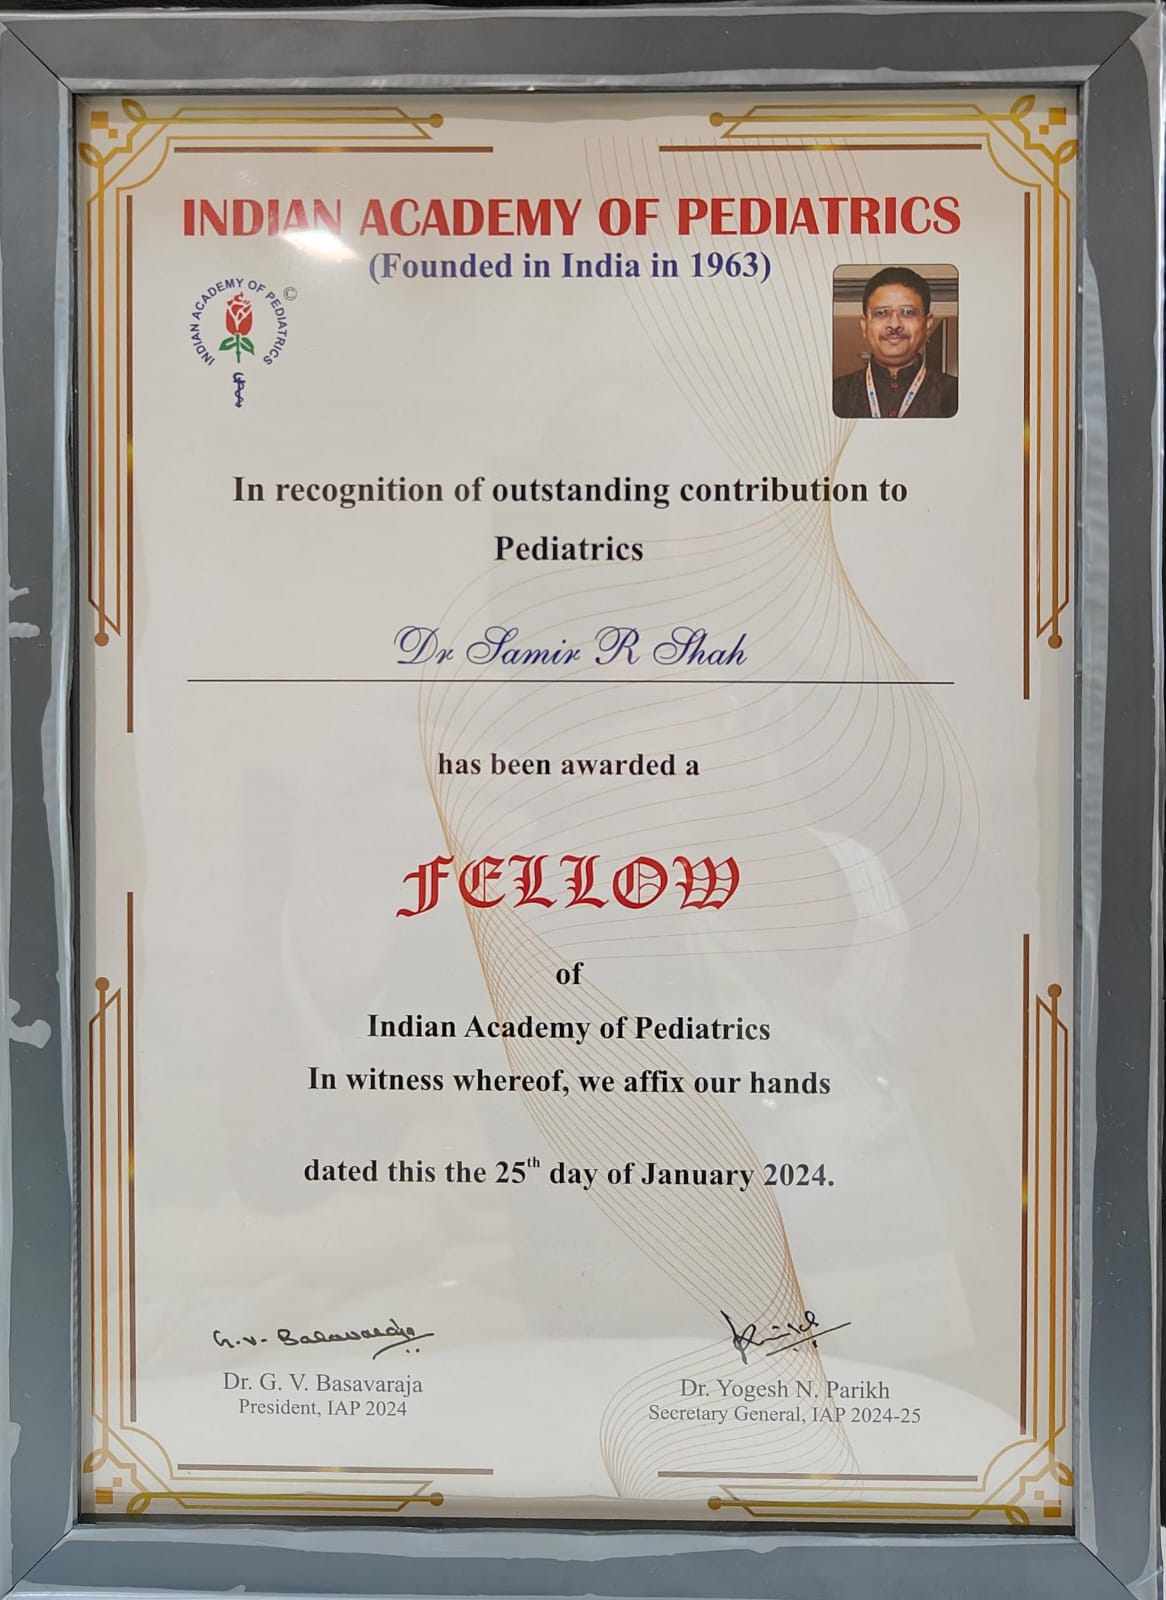 INDIAN ACADEMY OF PEDIATRICS
(Founded in India in 1963)
INDIAN ACADEMY OF PEDIATRICS
©
In recognition of outstanding contribution to
Pediatrics
Dr Samir R Shah
has been awarded a
FELLOW
of
Indian Academy of Pediatrics
In witness whereof, we affix our hands
dated this the 25th day of January 2024.
G.V. Basavaraja
Dr. G. V. Basavaraja
President, IAP 2024
Dr. Yogesh N. Parikh
Secretary General, IAP 2024-25